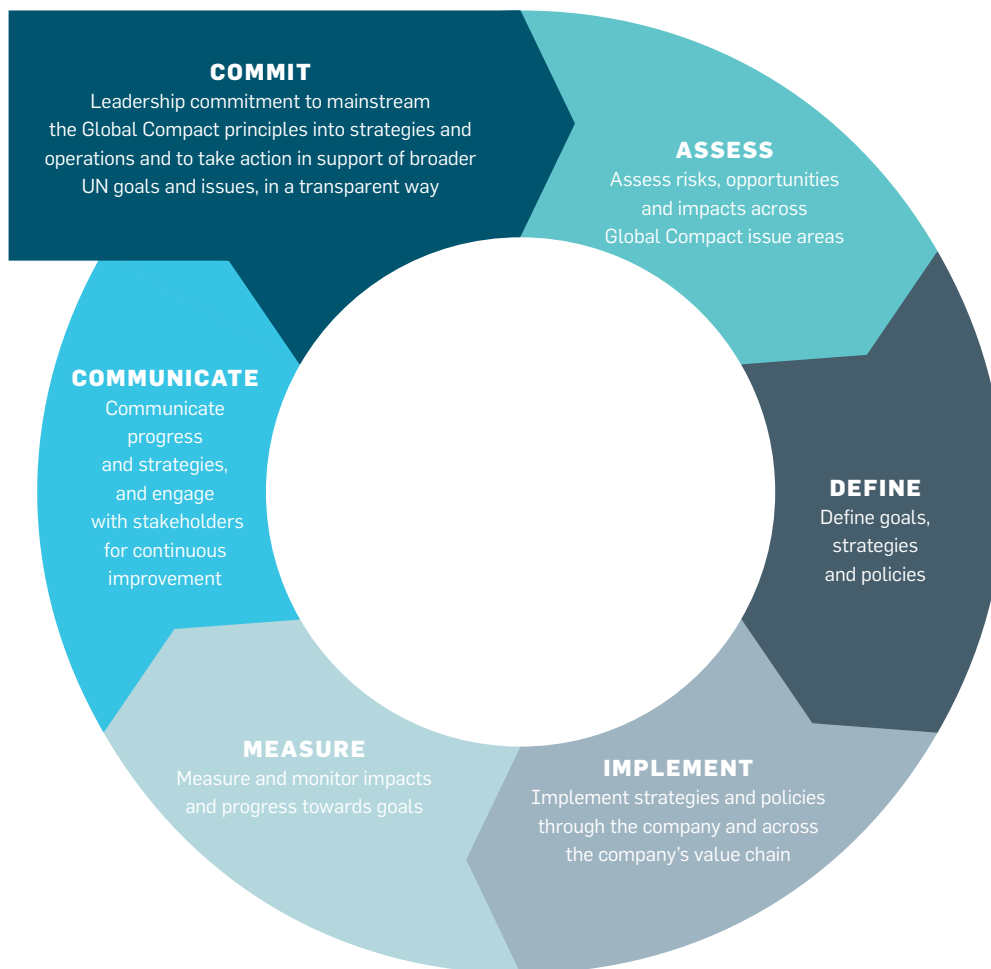 COMMIT
Leadership commitment to mainstream
the Global Compact principles into strategies and
operations and to take action in support of broader
UN goals and issues, in a transparent way
ASSESS
Assess risks, opportunities
and impacts across
Global Compact issue areas
DEFINE
Define goals,
strategies
and policies
IMPLEMENT
Implement strategies and policies
through the company and across
the company's value chain
MEASURE
Measure and monitor impacts
and progress towards goals
COMMUNICATE
Communicate
progress
and strategies,
and engage
with stakeholders
for continuous
improvement